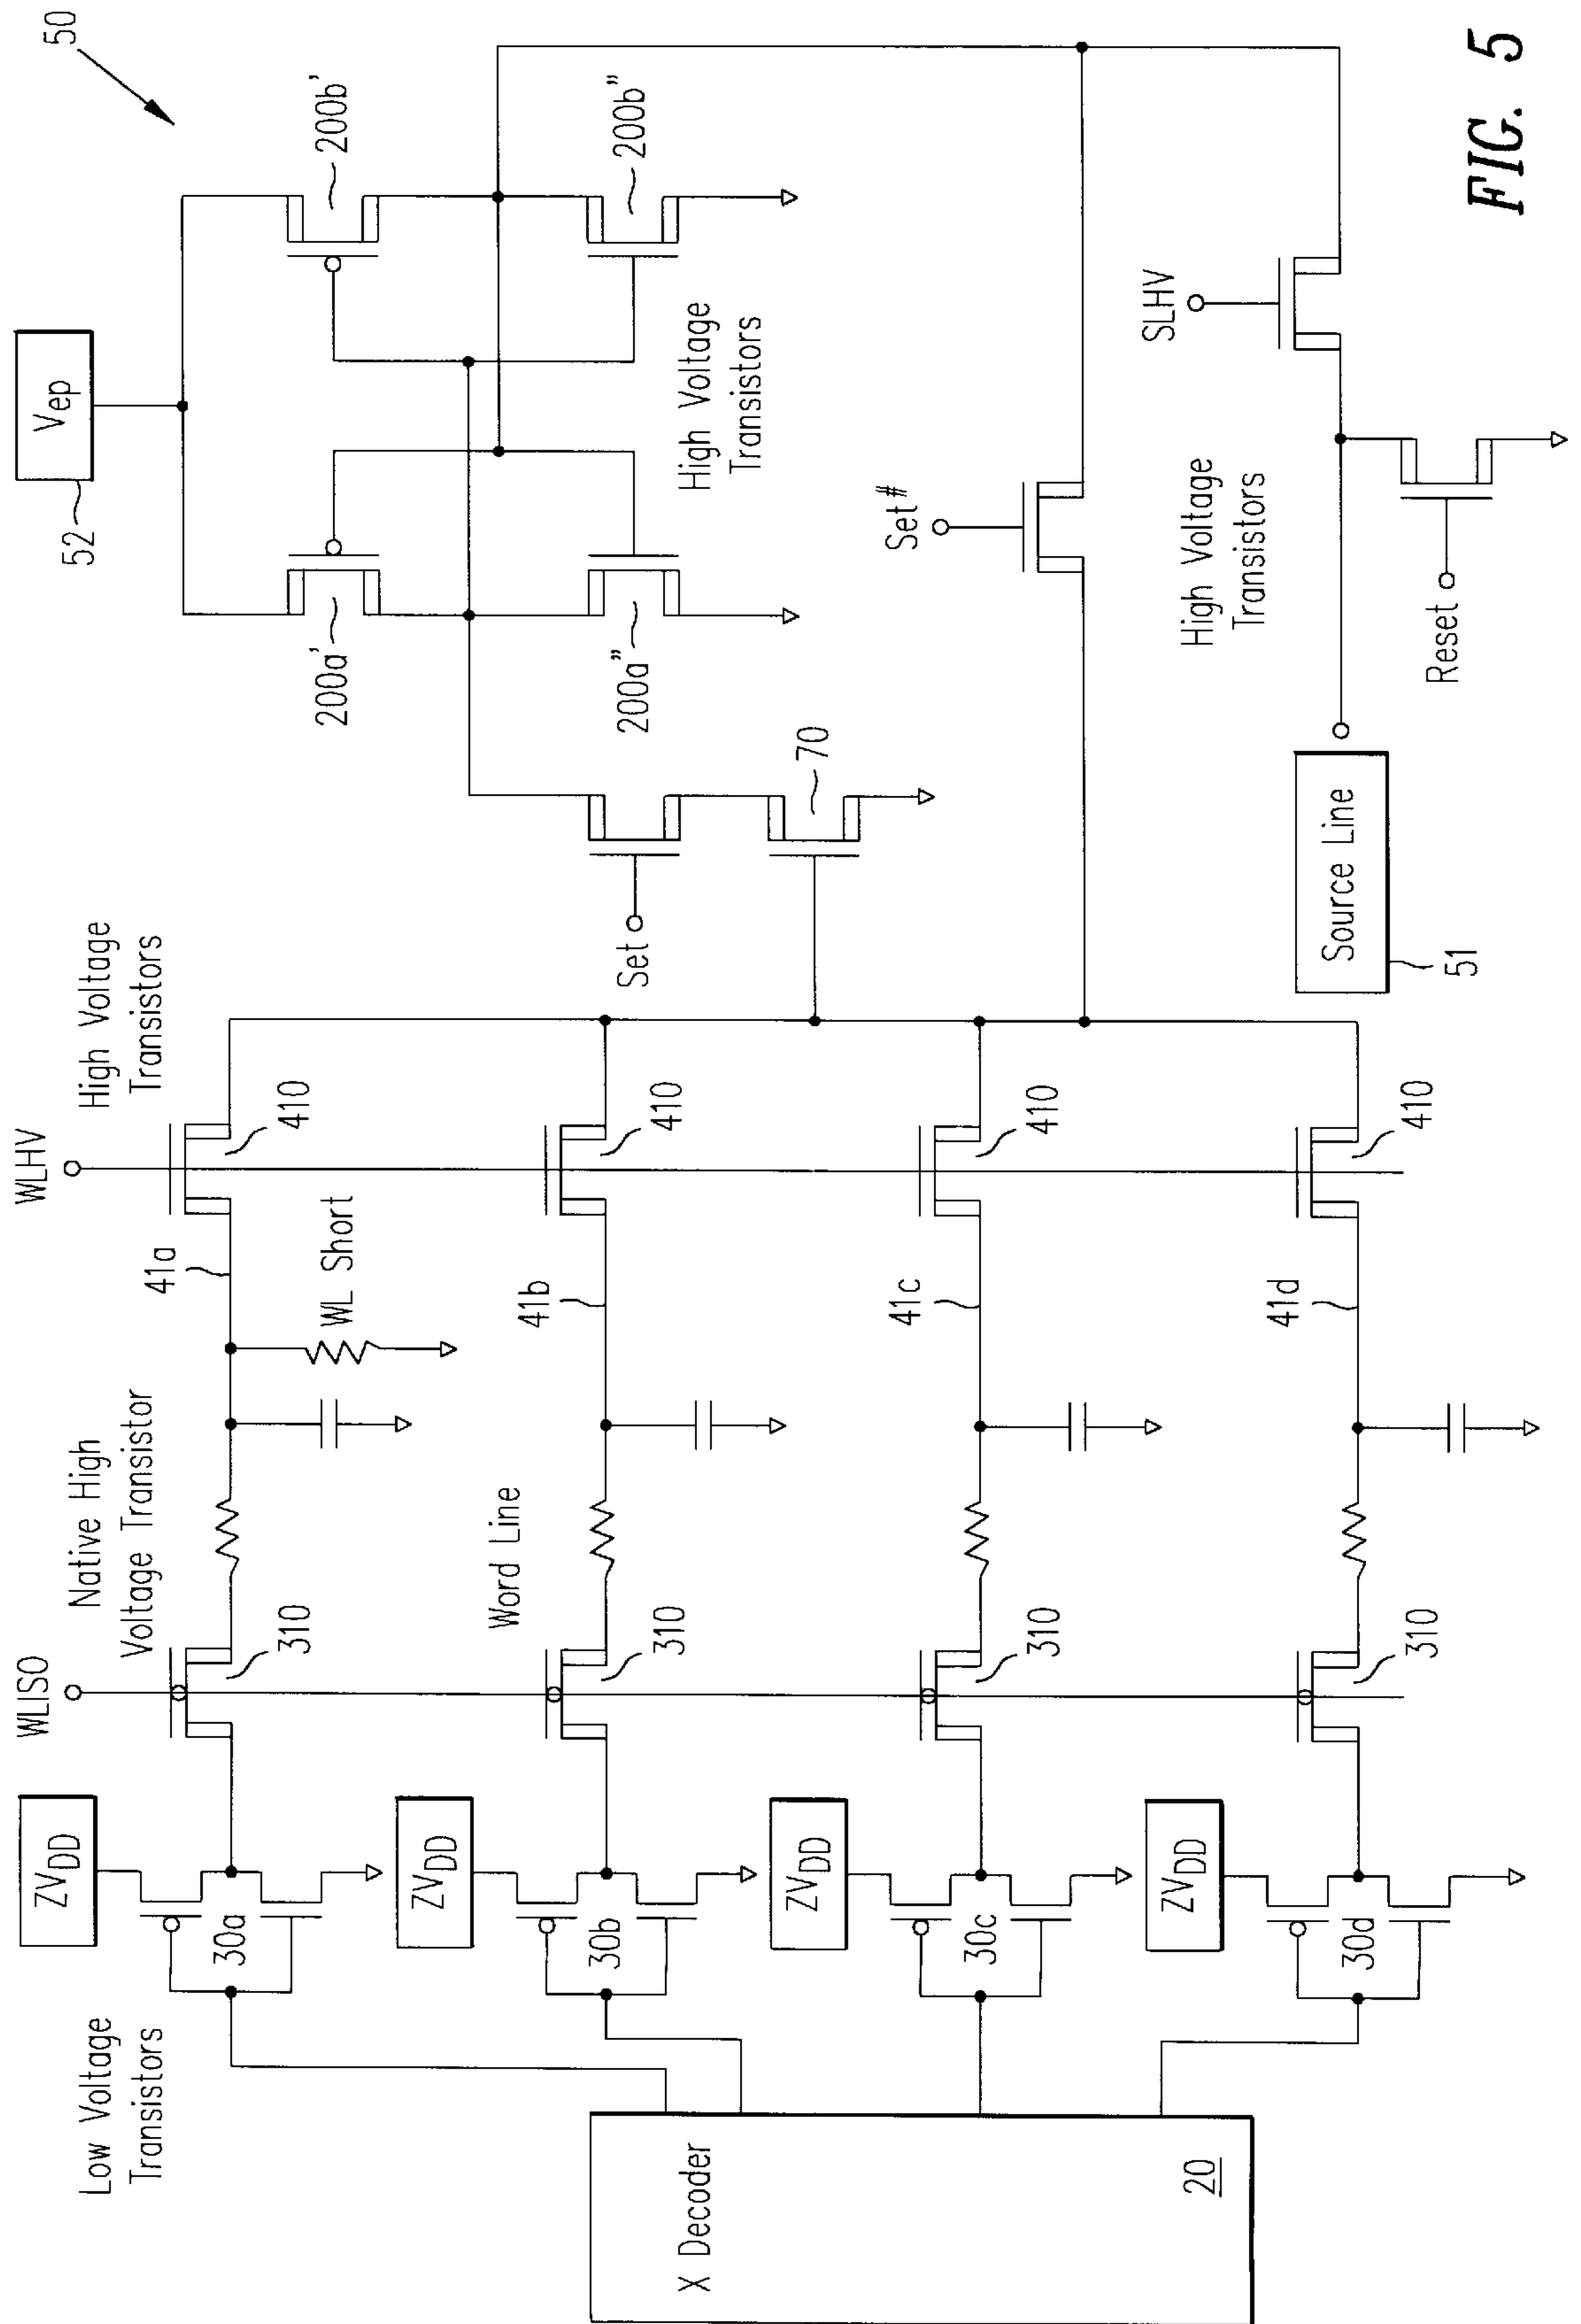 50
52
Vep
200b'
200a'
200b"
200a"
High Voltage
Transistors
Set
70
Set#
SLHV
High Voltage
Transistors
Reset
Source Line
51
WLHV
High Voltage
Transistors
410
410
410
410
41a
41b
41c
41d
WL Short
WLISO
Native High
Voltage Transistor
Word Line
310
310
310
310
ZVDD
ZVDD
ZVDD
ZVDD
30a
30b
30c
30d
Low Voltage
Transistors
X Decoder
20
FIG. 5